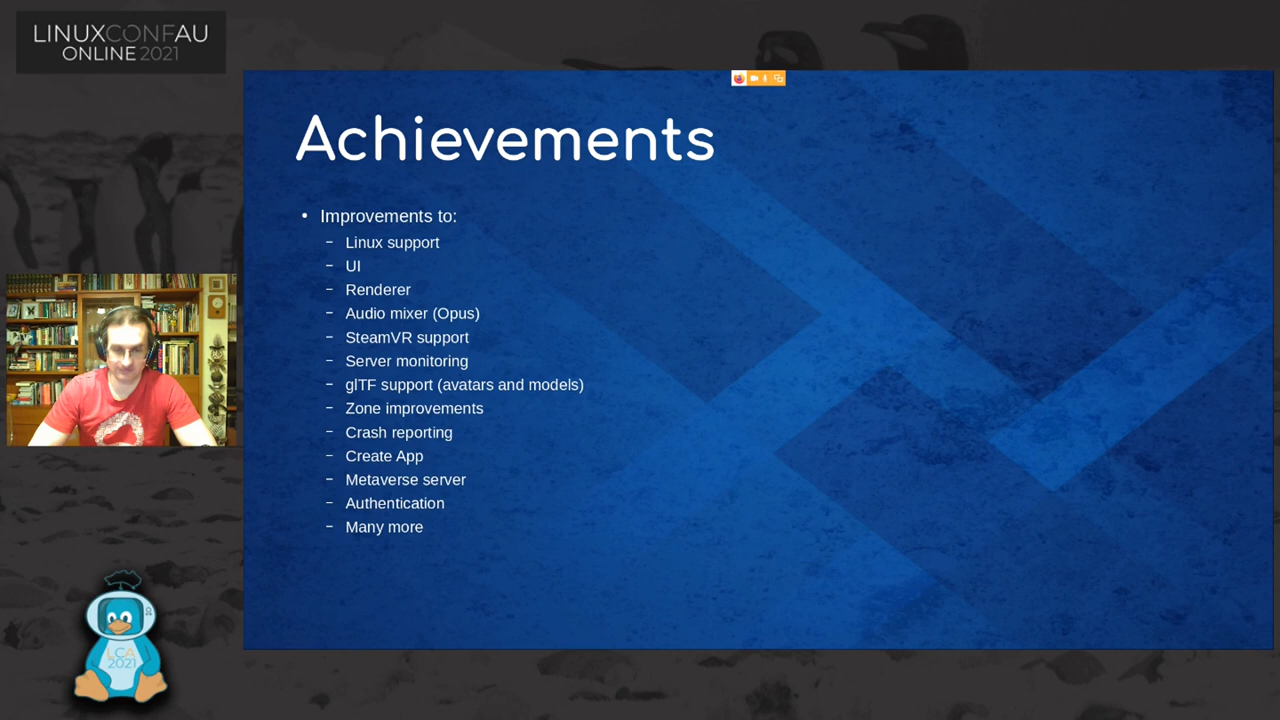 LINUXCONFAU
ONLINE 2021
Achievements
• Improvements to:
– Linux support
– UI
– Renderer
– Audio mixer (Opus)
– SteamVR support
– Server monitoring
– glTF support (avatars and models)
– Zone improvements
– Crash reporting
– Create App
– Metaverse server
– Authentication
– Many more
LCA
2021